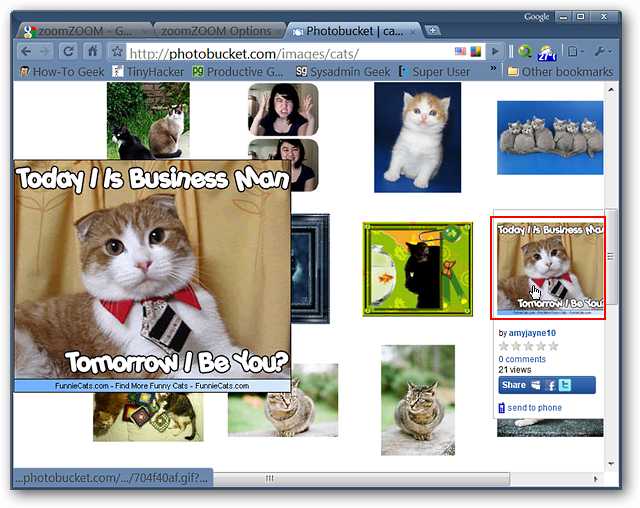 Google
zoomZOOM - G...
zoomZOOM Options
Photobucket | ca...
http://photobucket.com/images/cats/
27°
How-To Geek
TinyHacker
Productive G...
Sysadmin Geek
Super User
»
Other bookmarks
Today I Is Business Man
Tomorrow I Be You?
FunnieCats.com - Find More Funny Cats - FunnieCats.com
Today I Is Business Man
Tomorrow I Be You?
by amyjayne10
0 comments
21 views
Share
send to phone
...photobucket.com/.../704f40af.gif?...